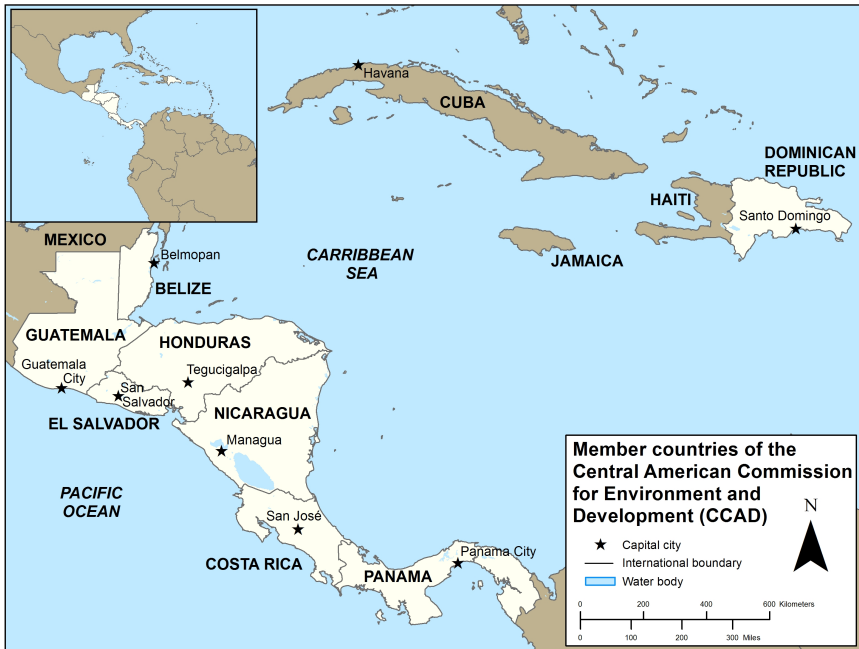 Havana
CUBA
DOMINICAN
REPUBLIC
HAITI
Santo Domingo
MEXICO
Belmopan
CARRIBBEAN
SEA
JAMAICA
BELIZE
GUATEMALA
HONDURAS
Guatemala
City
Tegucigalpa
San
Salvador
NICARAGUA
EL SALVADOR
Managua
PACIFIC
OCEAN
San José
COSTA RICA
PANAMA
Panama City
Member countries of the
Central American Commission
for Environment and
Development (CCAD)
N
Capital city
International boundary
Water body
0 200 400 600 Kilometers
0 100 200 300 Miles